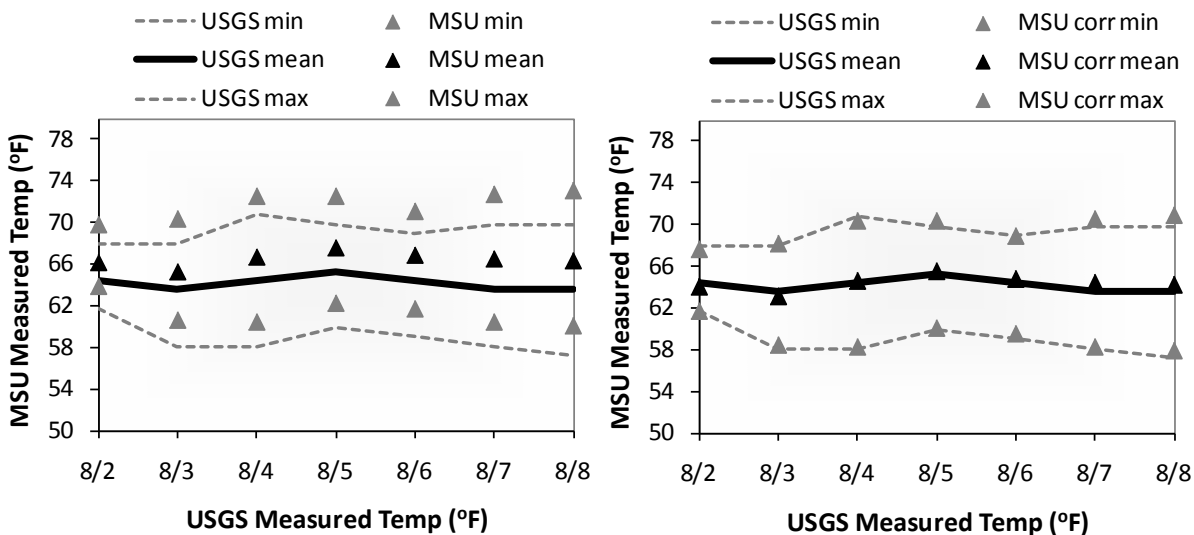 USGS min MSU min
USGS mean MSU mean
USGS max MSU max
MSU Measured Temp (ºF)
78
74
70
66
62
58
54
50
8/2 8/3 8/4 8/5 8/6 8/7 8/8
USGS Measured Temp (ºF)
USGS min MSU corr min
USGS mean MSU corr mean
USGS max MSU corr max
MSU Measured Temp (ºF)
78
74
70
66
62
58
54
50
8/2 8/3 8/4 8/5 8/6 8/7 8/8
USGS Measured Temp (ºF)